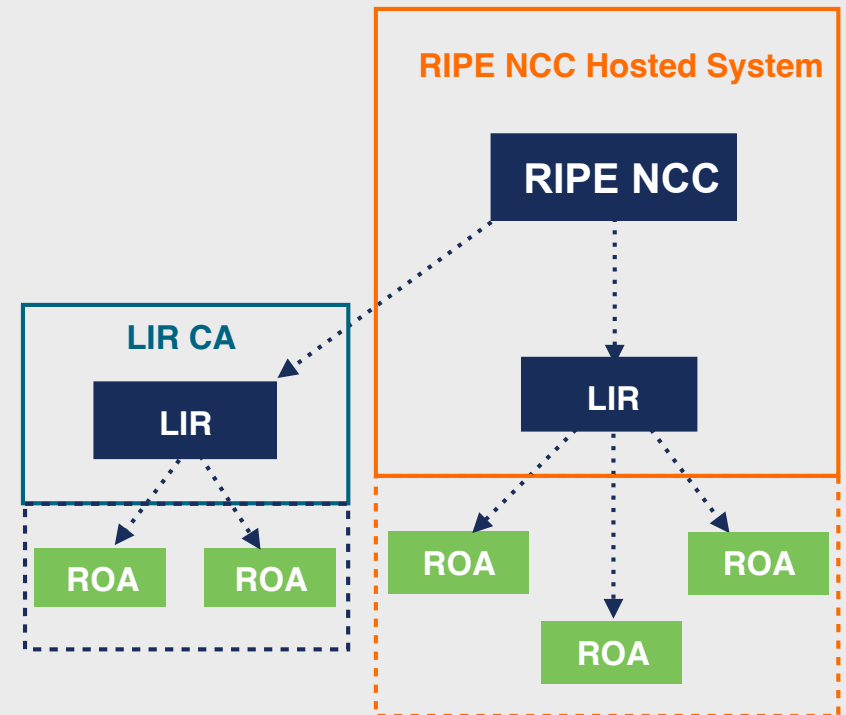 RIPE NCC Hosted System
RIPE NCC
LIR CA
LIR
LIR
ROA
ROA
ROA
ROA
ROA